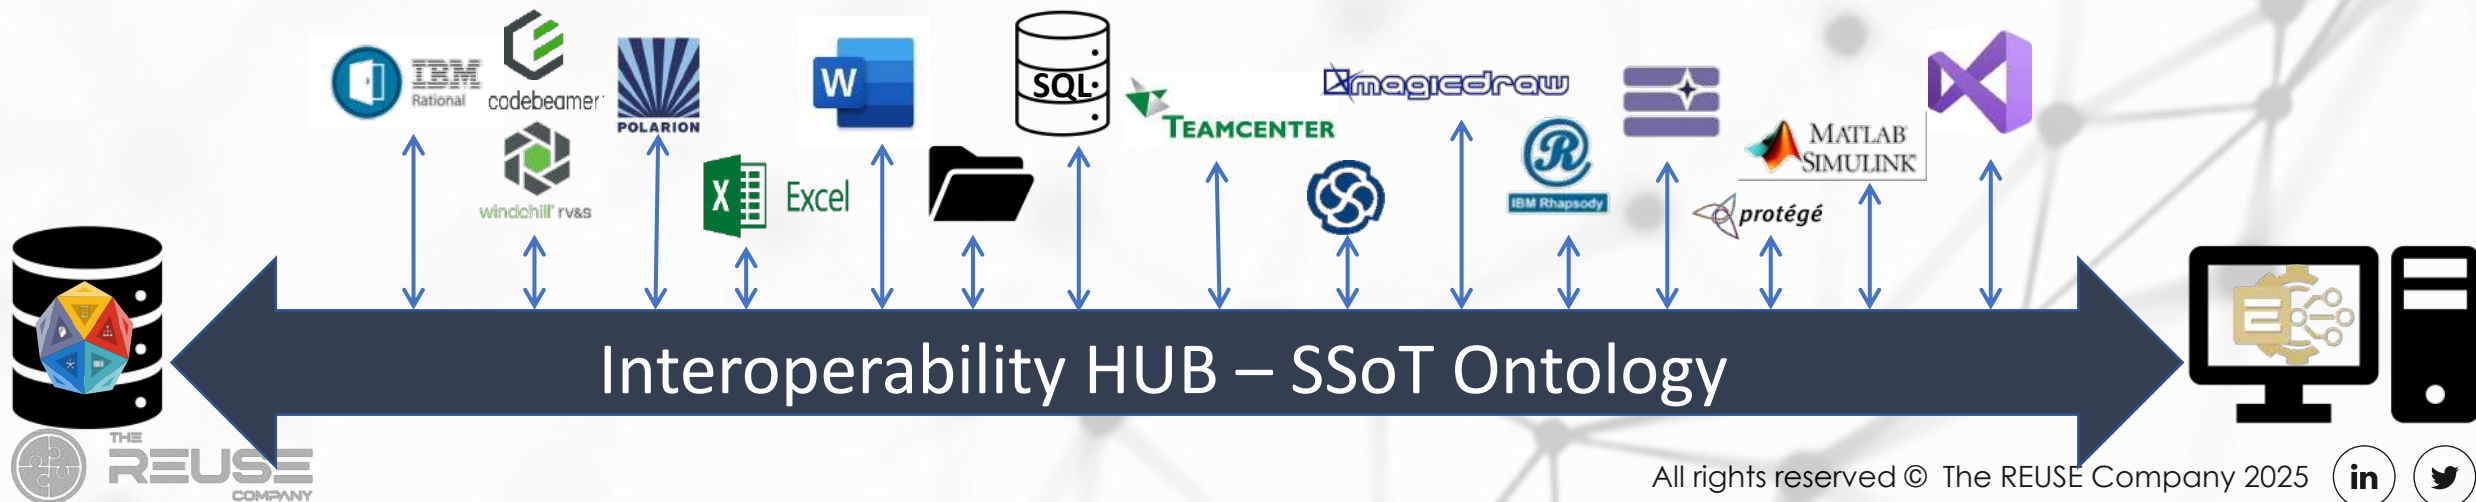 IBM
Rational
codebeamer
windchill rv&s
POLARION
X
Excel
W
SQL
TEAMCENTER
magicdraw
R
IBM Rhapsody
protégé
MATLAB
SIMULINK
Interoperability HUB – SSoT Ontology
E
THE
REUSE
COMPANY
All rights reserved © The REUSE Company 2025
in